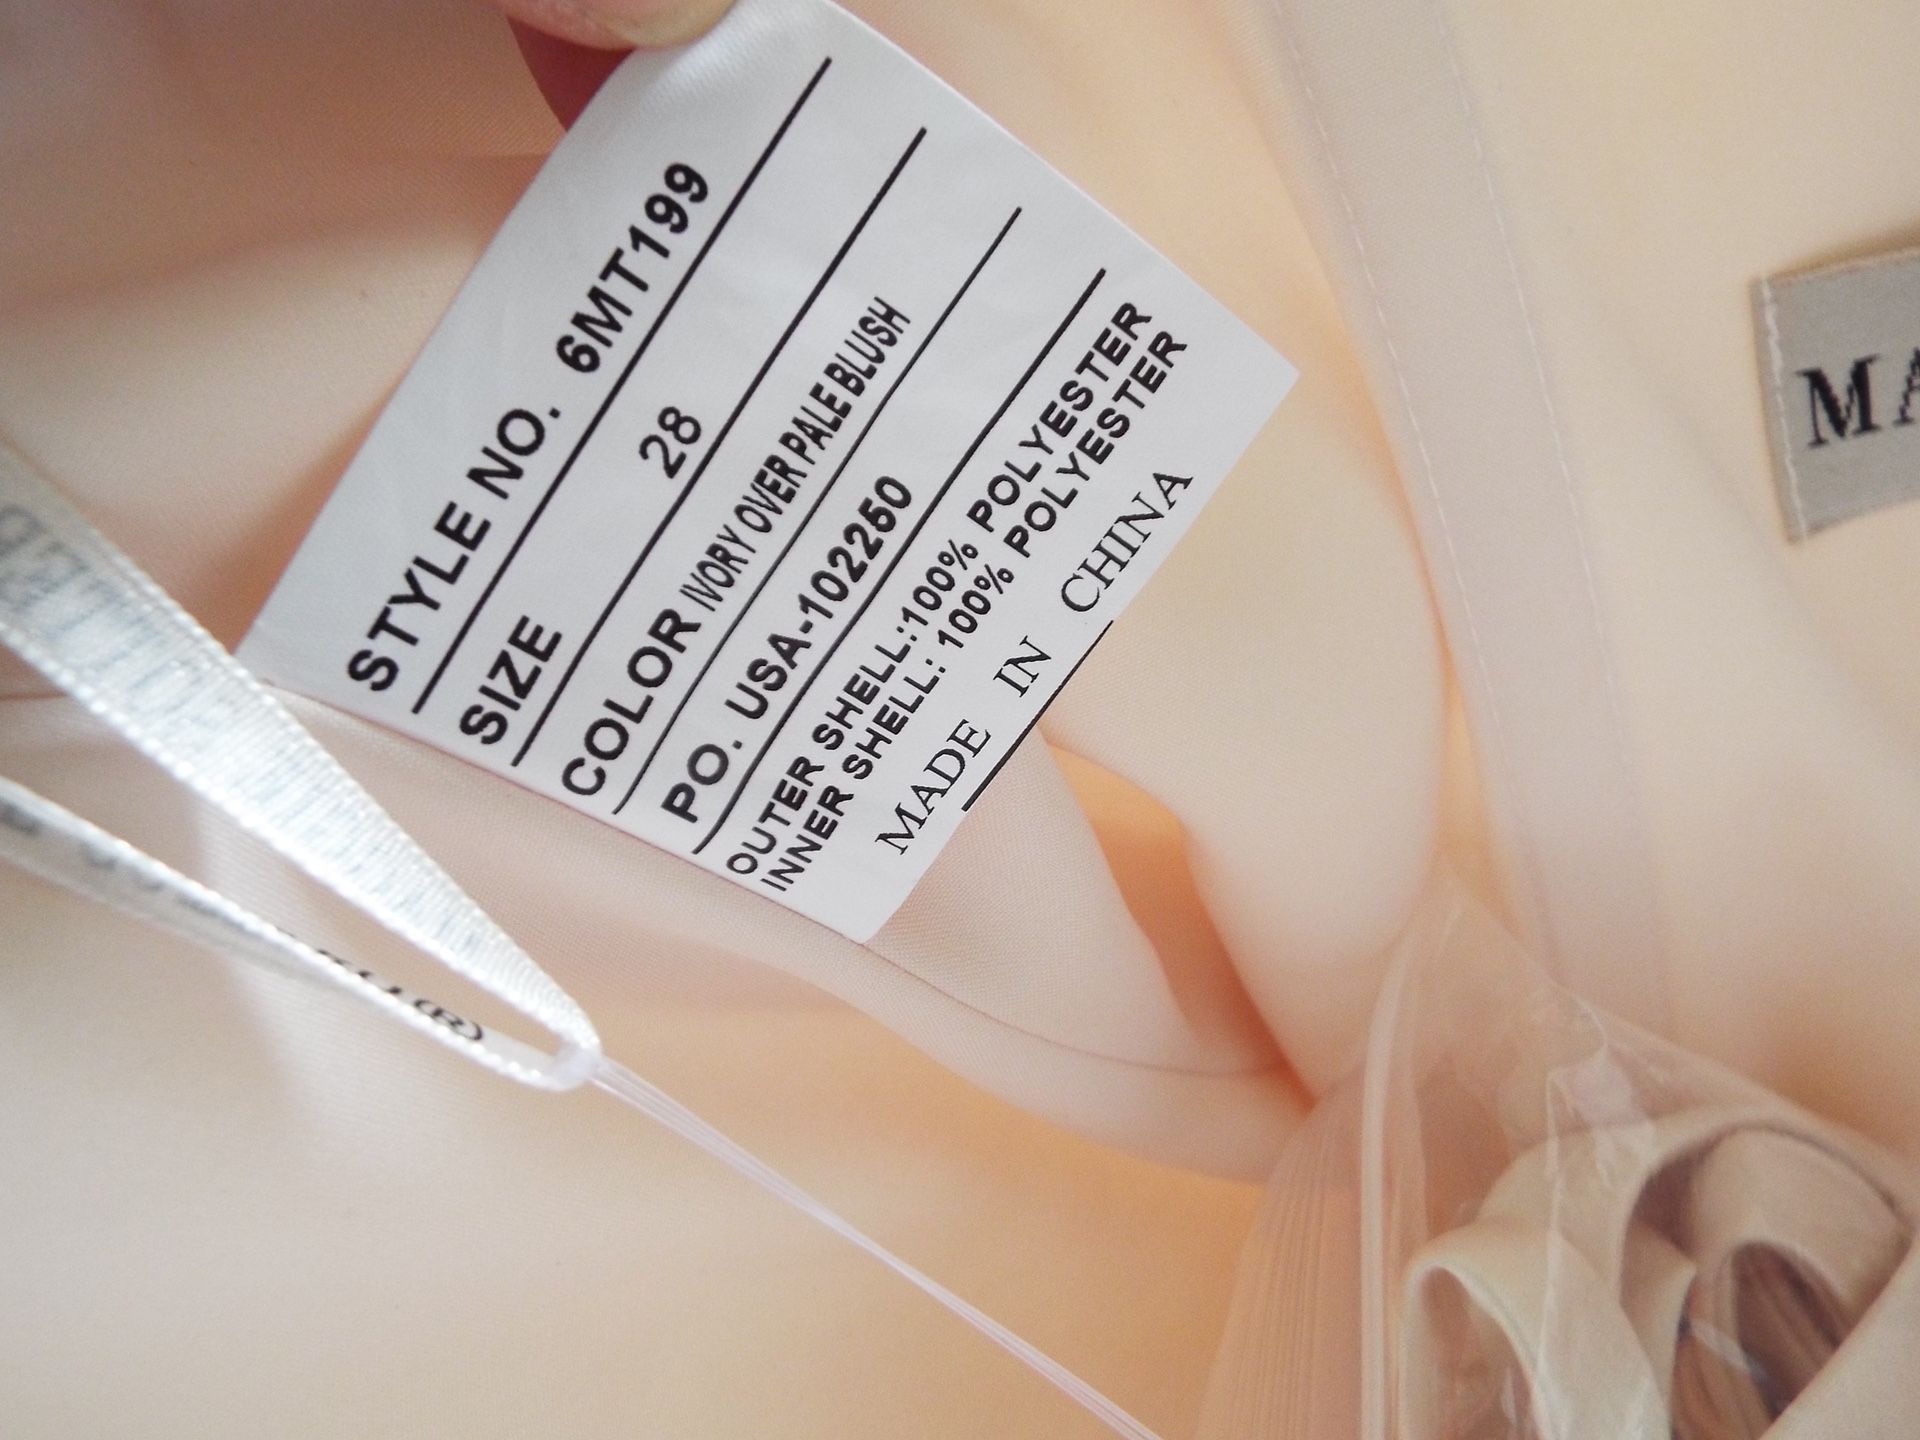 STYLE NO. 6MT199
SIZE 28
COLOR IVORY OVER PALE BLUSH
PO. USA-102250
OUTER SHELL:100% POLYESTER
INNER SHELL: 100% POLYESTER
MADE IN CHINA
MA